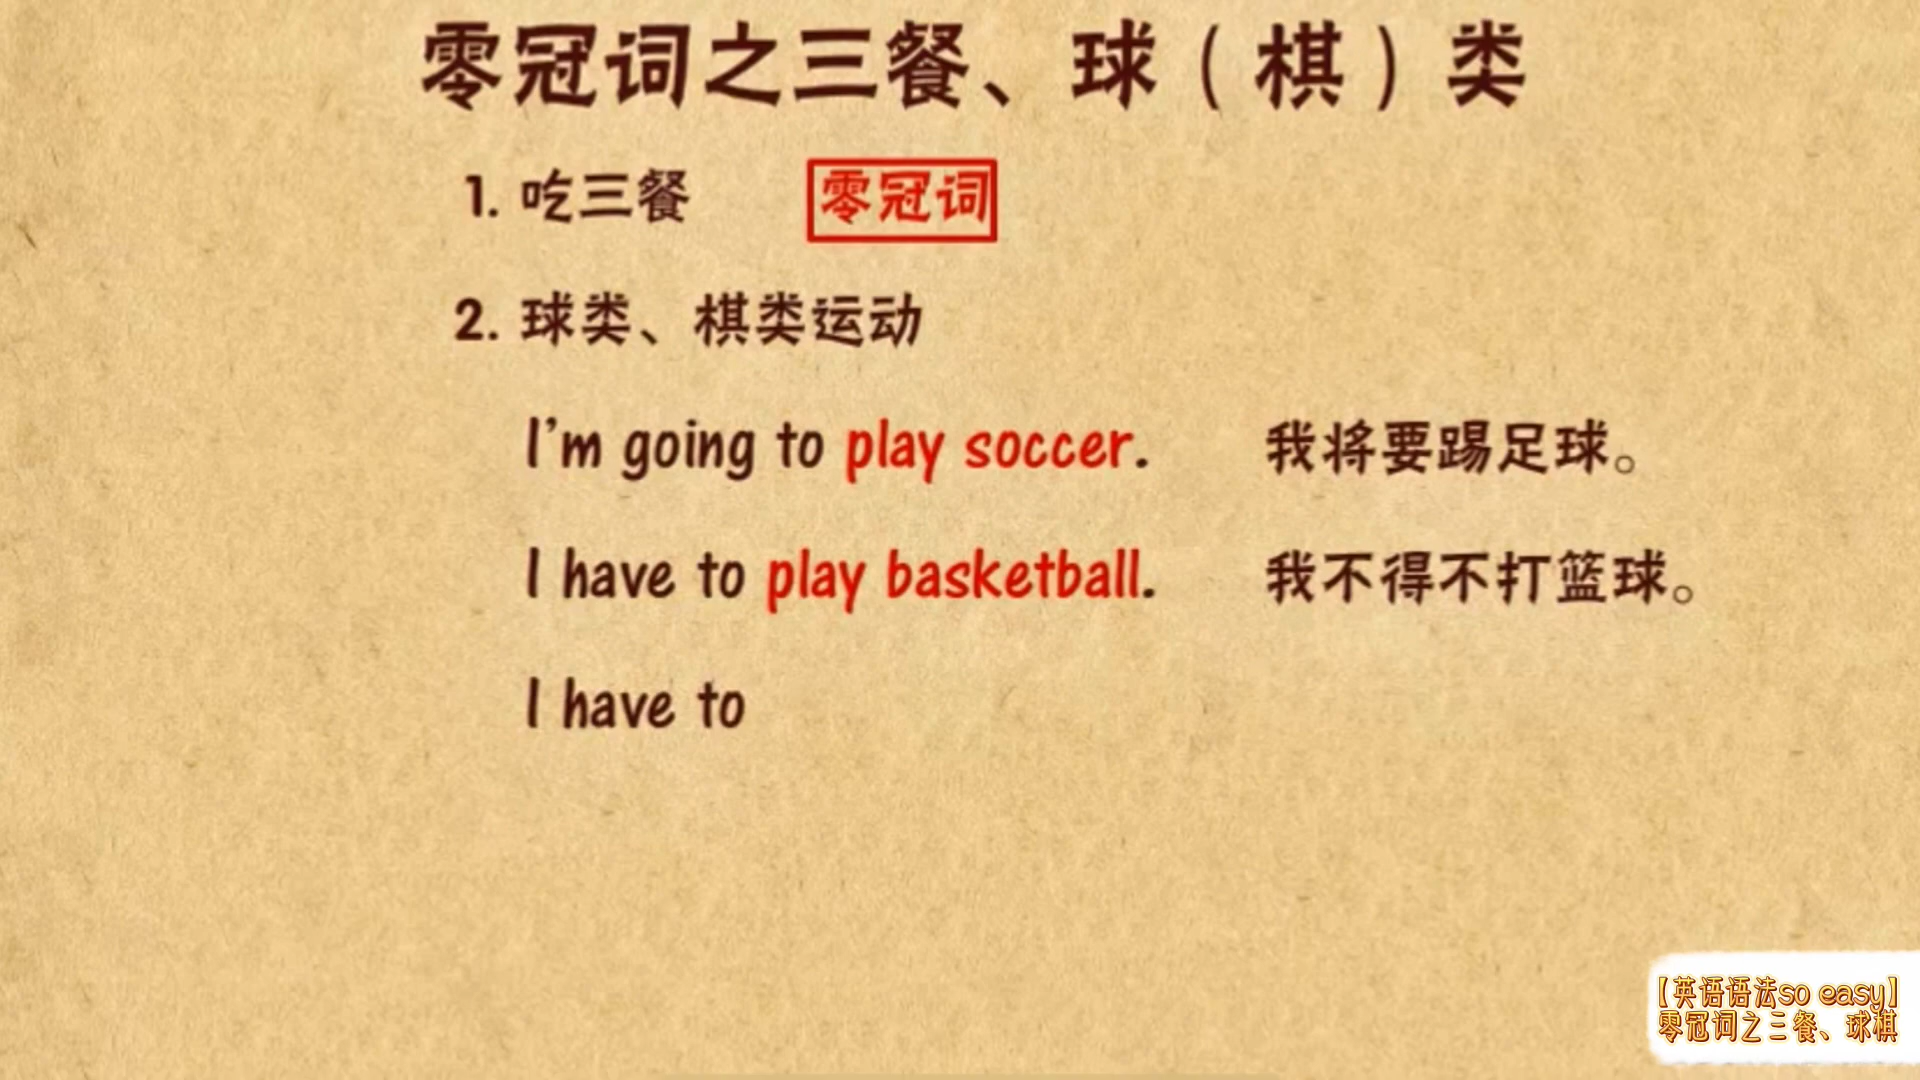 零冠词之三餐、球（棋）类
1. 吃三餐 零冠词
2. 球类、棋类运动
I'm going to play soccer. 我将要踢足球。
I have to play basketball. 我不得不打篮球。
I have to
【英语语法so easy】
零冠词之三餐、球棋